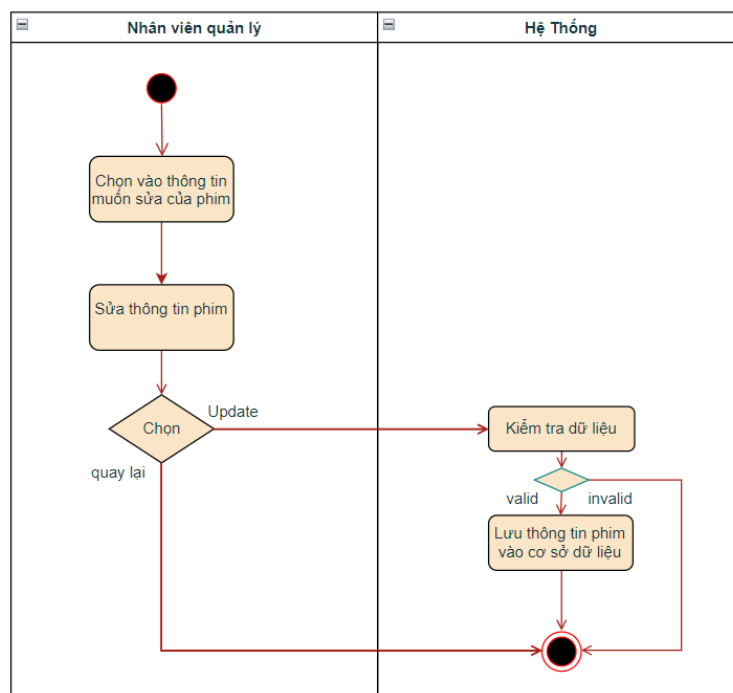 Nhân viên quản lý
Hệ Thống
Chọn vào thông tin
muốn sửa của phim
Sửa thông tin phim
Chọn
Update
quay lại
Kiểm tra dữ liệu
valid
invalid
Lưu thông tin phim
vào cơ sở dữ liệu